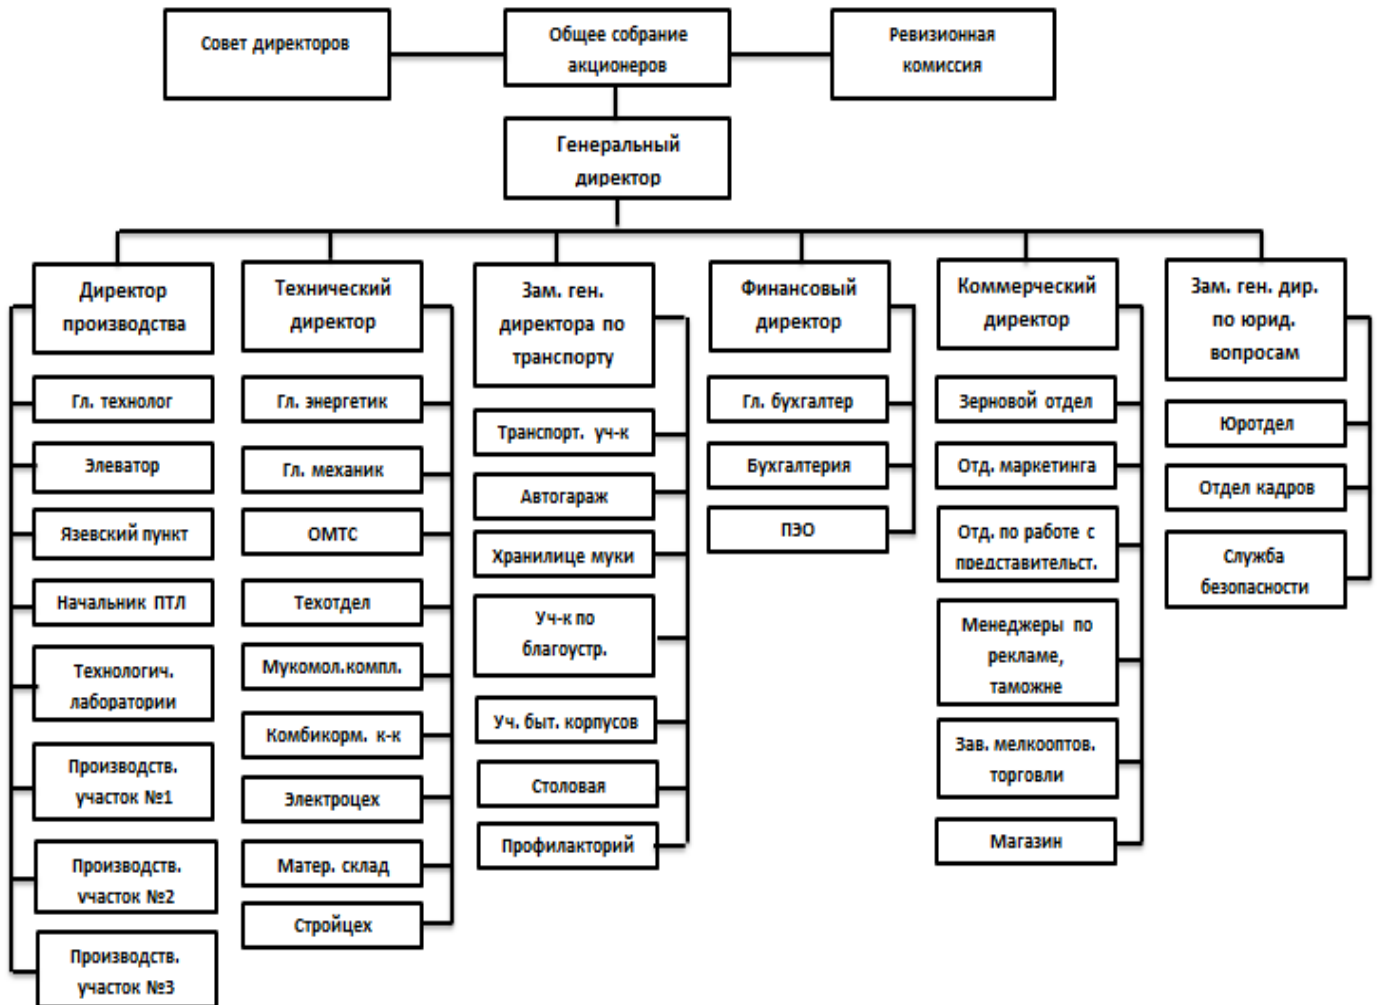 Совет директоров
Общее собрание
акционеров
Ревизионная
комиссия
Генеральный
директор
Директор
производства
Гл. технолог
Элеватор
Язевский пункт
Начальник ПТЛ
Технологич.
лаборатории
Производств.
участок №1
Производств.
участок №2
Производств.
участок №3
Технический
директор
Гл. энергетик
Гл. механик
ОМТС
Техотдел
Мукомол.компл.
Комбикорм. к-к
Электроцех
Матер. склад
Стройцех
Зам. ген.
директора по
транспорту
Транспорт. уч-к
Автогараж
Хранилице муки
Уч-к по
благоустр.
Уч. быт. корпусов
Столовая
Профилакторий
Финансовый
директор
Гл. бухгалтер
Бухгалтерия
ПЭО
Коммерческий
директор
Зерновой отдел
Отд. маркетинга
Отд. по работе с
представительст.
Менеджеры по
рекламе,
таможне
Зав. мелкооптов.
торговли
Магазин
Зам. ген. дир.
по юрид.
вопросам
Юротдел
Отдел кадров
Служба
безопасности